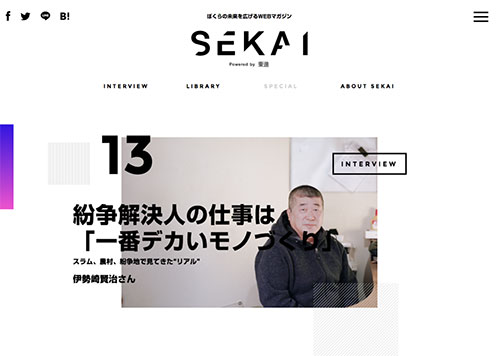 B!
ぼくらの未来を広げるWEBマガジン
SEKAI
Powered by 東進
INTERVIEW LIBRARY SPECIAL ABOUT SEKAI
13
INTERVIEW
紛争解決人の仕事は
「一番デカいモノづくり」
スラム、農村、紛争地で見てきた"リアル"
伊勢崎賢治さん